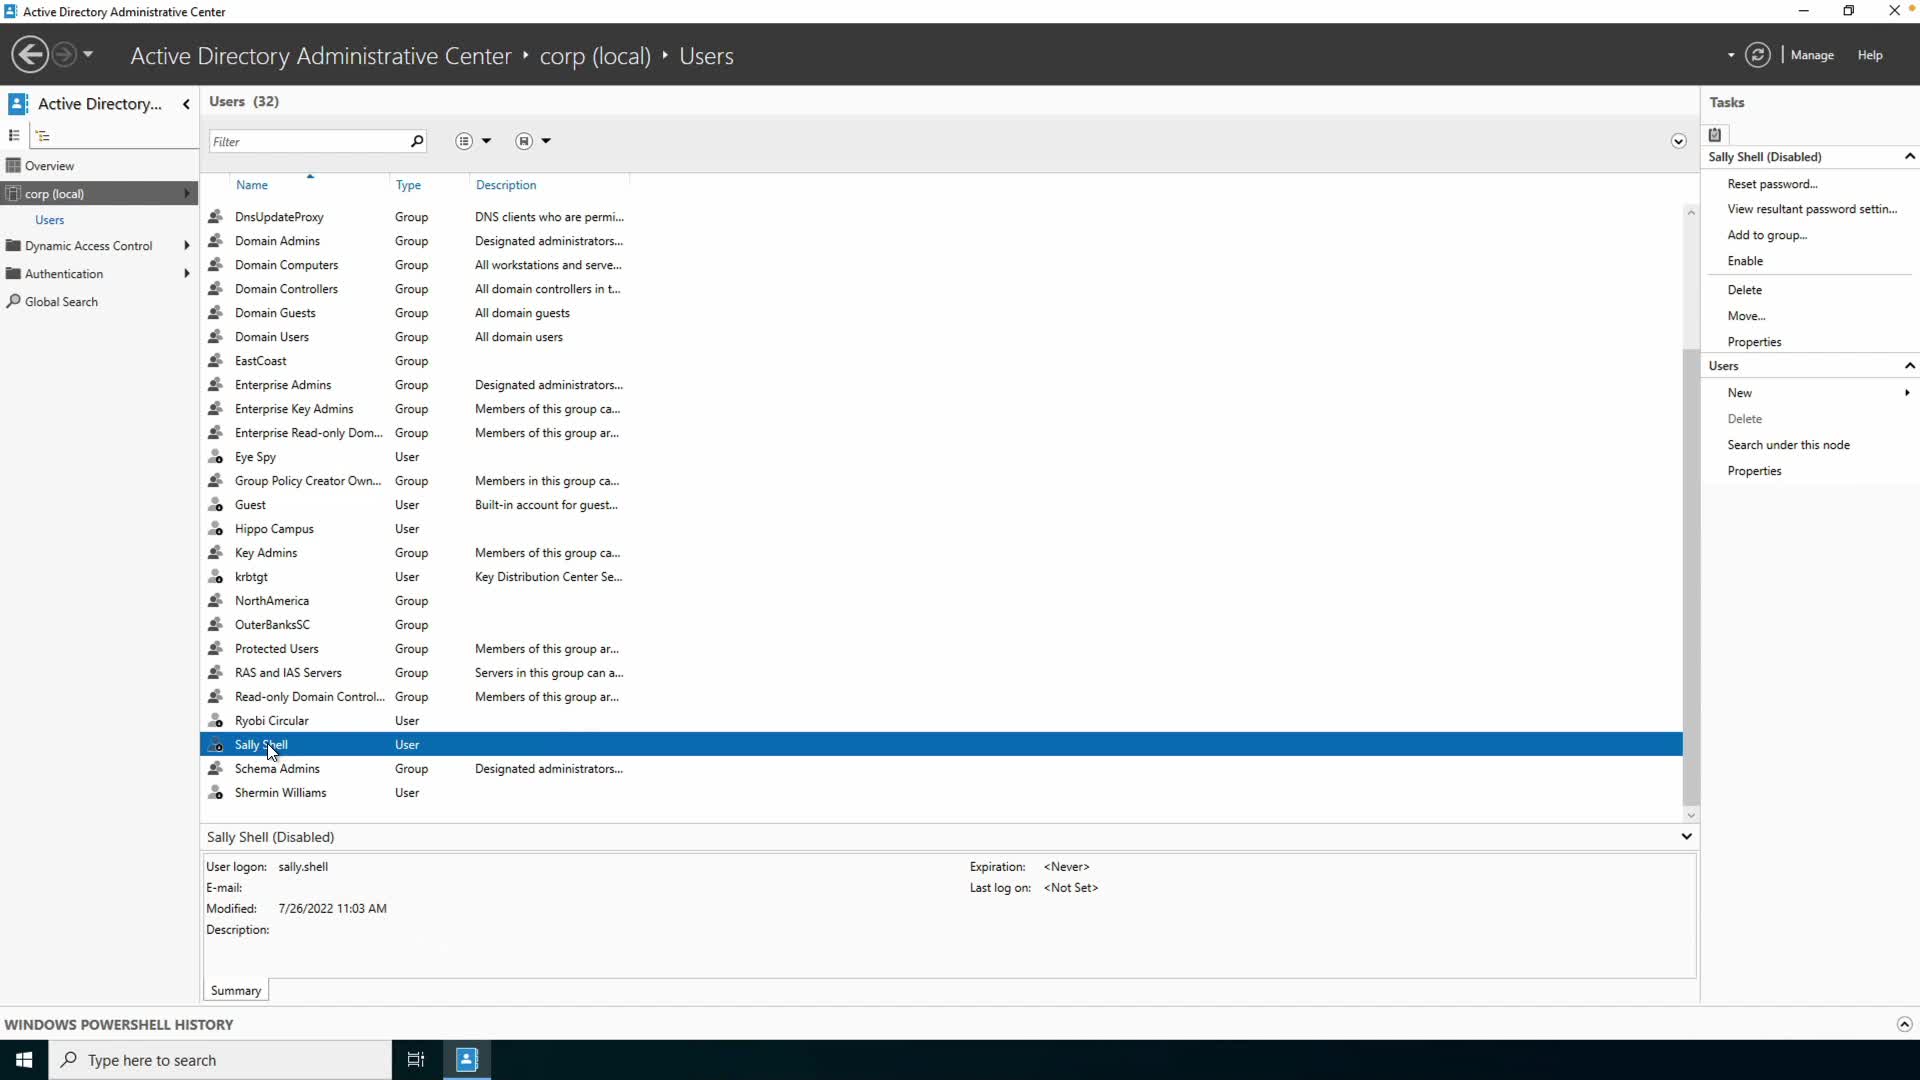 Active Directory Administrative Center
Active Directory Administrative Center • corp (local) • Users
Manage
Help
Active Directory...
Overview
corp (local)
Users
Dynamic Access Control
Authentication
Global Search
Users (32)
Filter
Name Type Description
DnsUpdateProxy Group DNS clients who are permi...
Domain Admins Group Designated administrators...
Domain Computers Group All workstations and serve...
Domain Controllers Group All domain controllers in t...
Domain Guests Group All domain guests
Domain Users Group All domain users
EastCoast Group
Enterprise Admins Group Designated administrators...
Enterprise Key Admins Group Members of this group ca...
Enterprise Read-only Dom... Group Members of this group ar...
Eye Spy User
Group Policy Creator Own... Group Members in this group ca...
Guest User Built-in account for guest...
Hippo Campus User
Key Admins Group Members of this group ca...
krbtgt User Key Distribution Center Se...
NorthAmerica Group
OuterBanksSC Group
Protected Users Group Members of this group ar...
RAS and IAS Servers Group Servers in this group can a...
Read-only Domain Control... Group Members of this group ar...
Ryobi Circular User
Sally Shell User
Schema Admins Group Designated administrators...
Shermin Williams User
Sally Shell (Disabled)
User logon: sally.shell
E-mail:
Modified: 7/26/2022 11:03 AM
Description:
Expiration: <Never>
Last log on: <Not Set>
Summary
Tasks
Sally Shell (Disabled)
Reset password...
View resultant password settin...
Add to group...
Enable
Delete
Move...
Properties
Users
New
Delete
Search under this node
Properties
WINDOWS POWERSHELL HISTORY
Type here to search